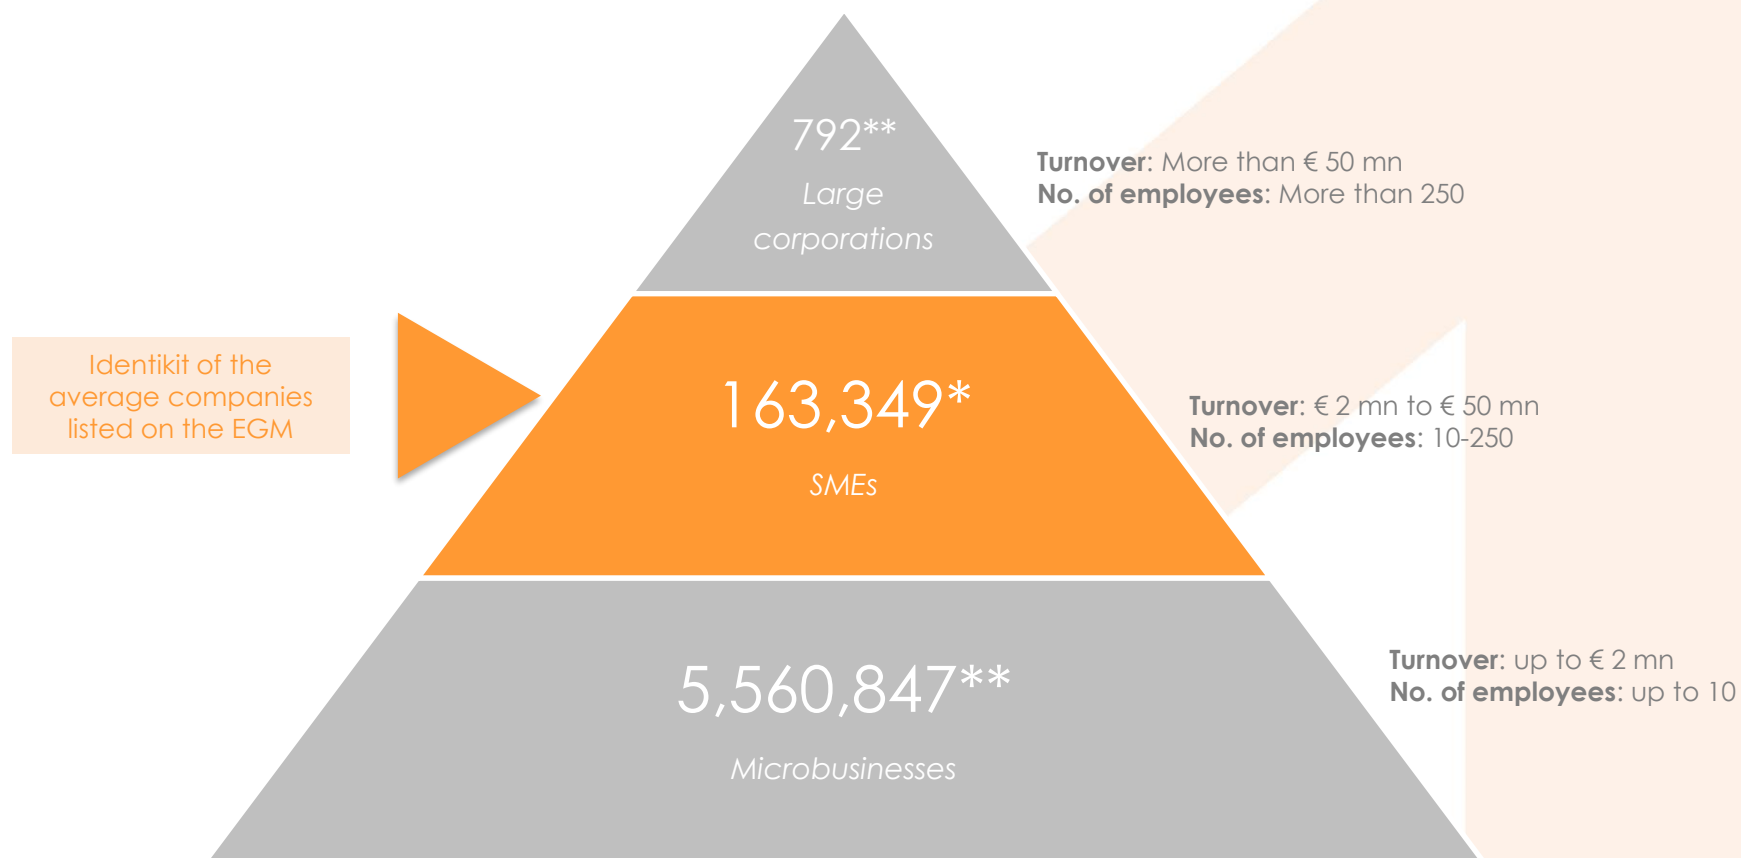 792**
Large
corporations
Turnover: More than € 50 mn
No. of employees: More than 250
Identikit of the
average companies
listed on the EGM
163,349*
SMEs
Turnover: € 2 mn to € 50 mn
No. of employees: 10-250
5,560,847**
Microbusinesses
Turnover: up to € 2 mn
No. of employees: up to 10